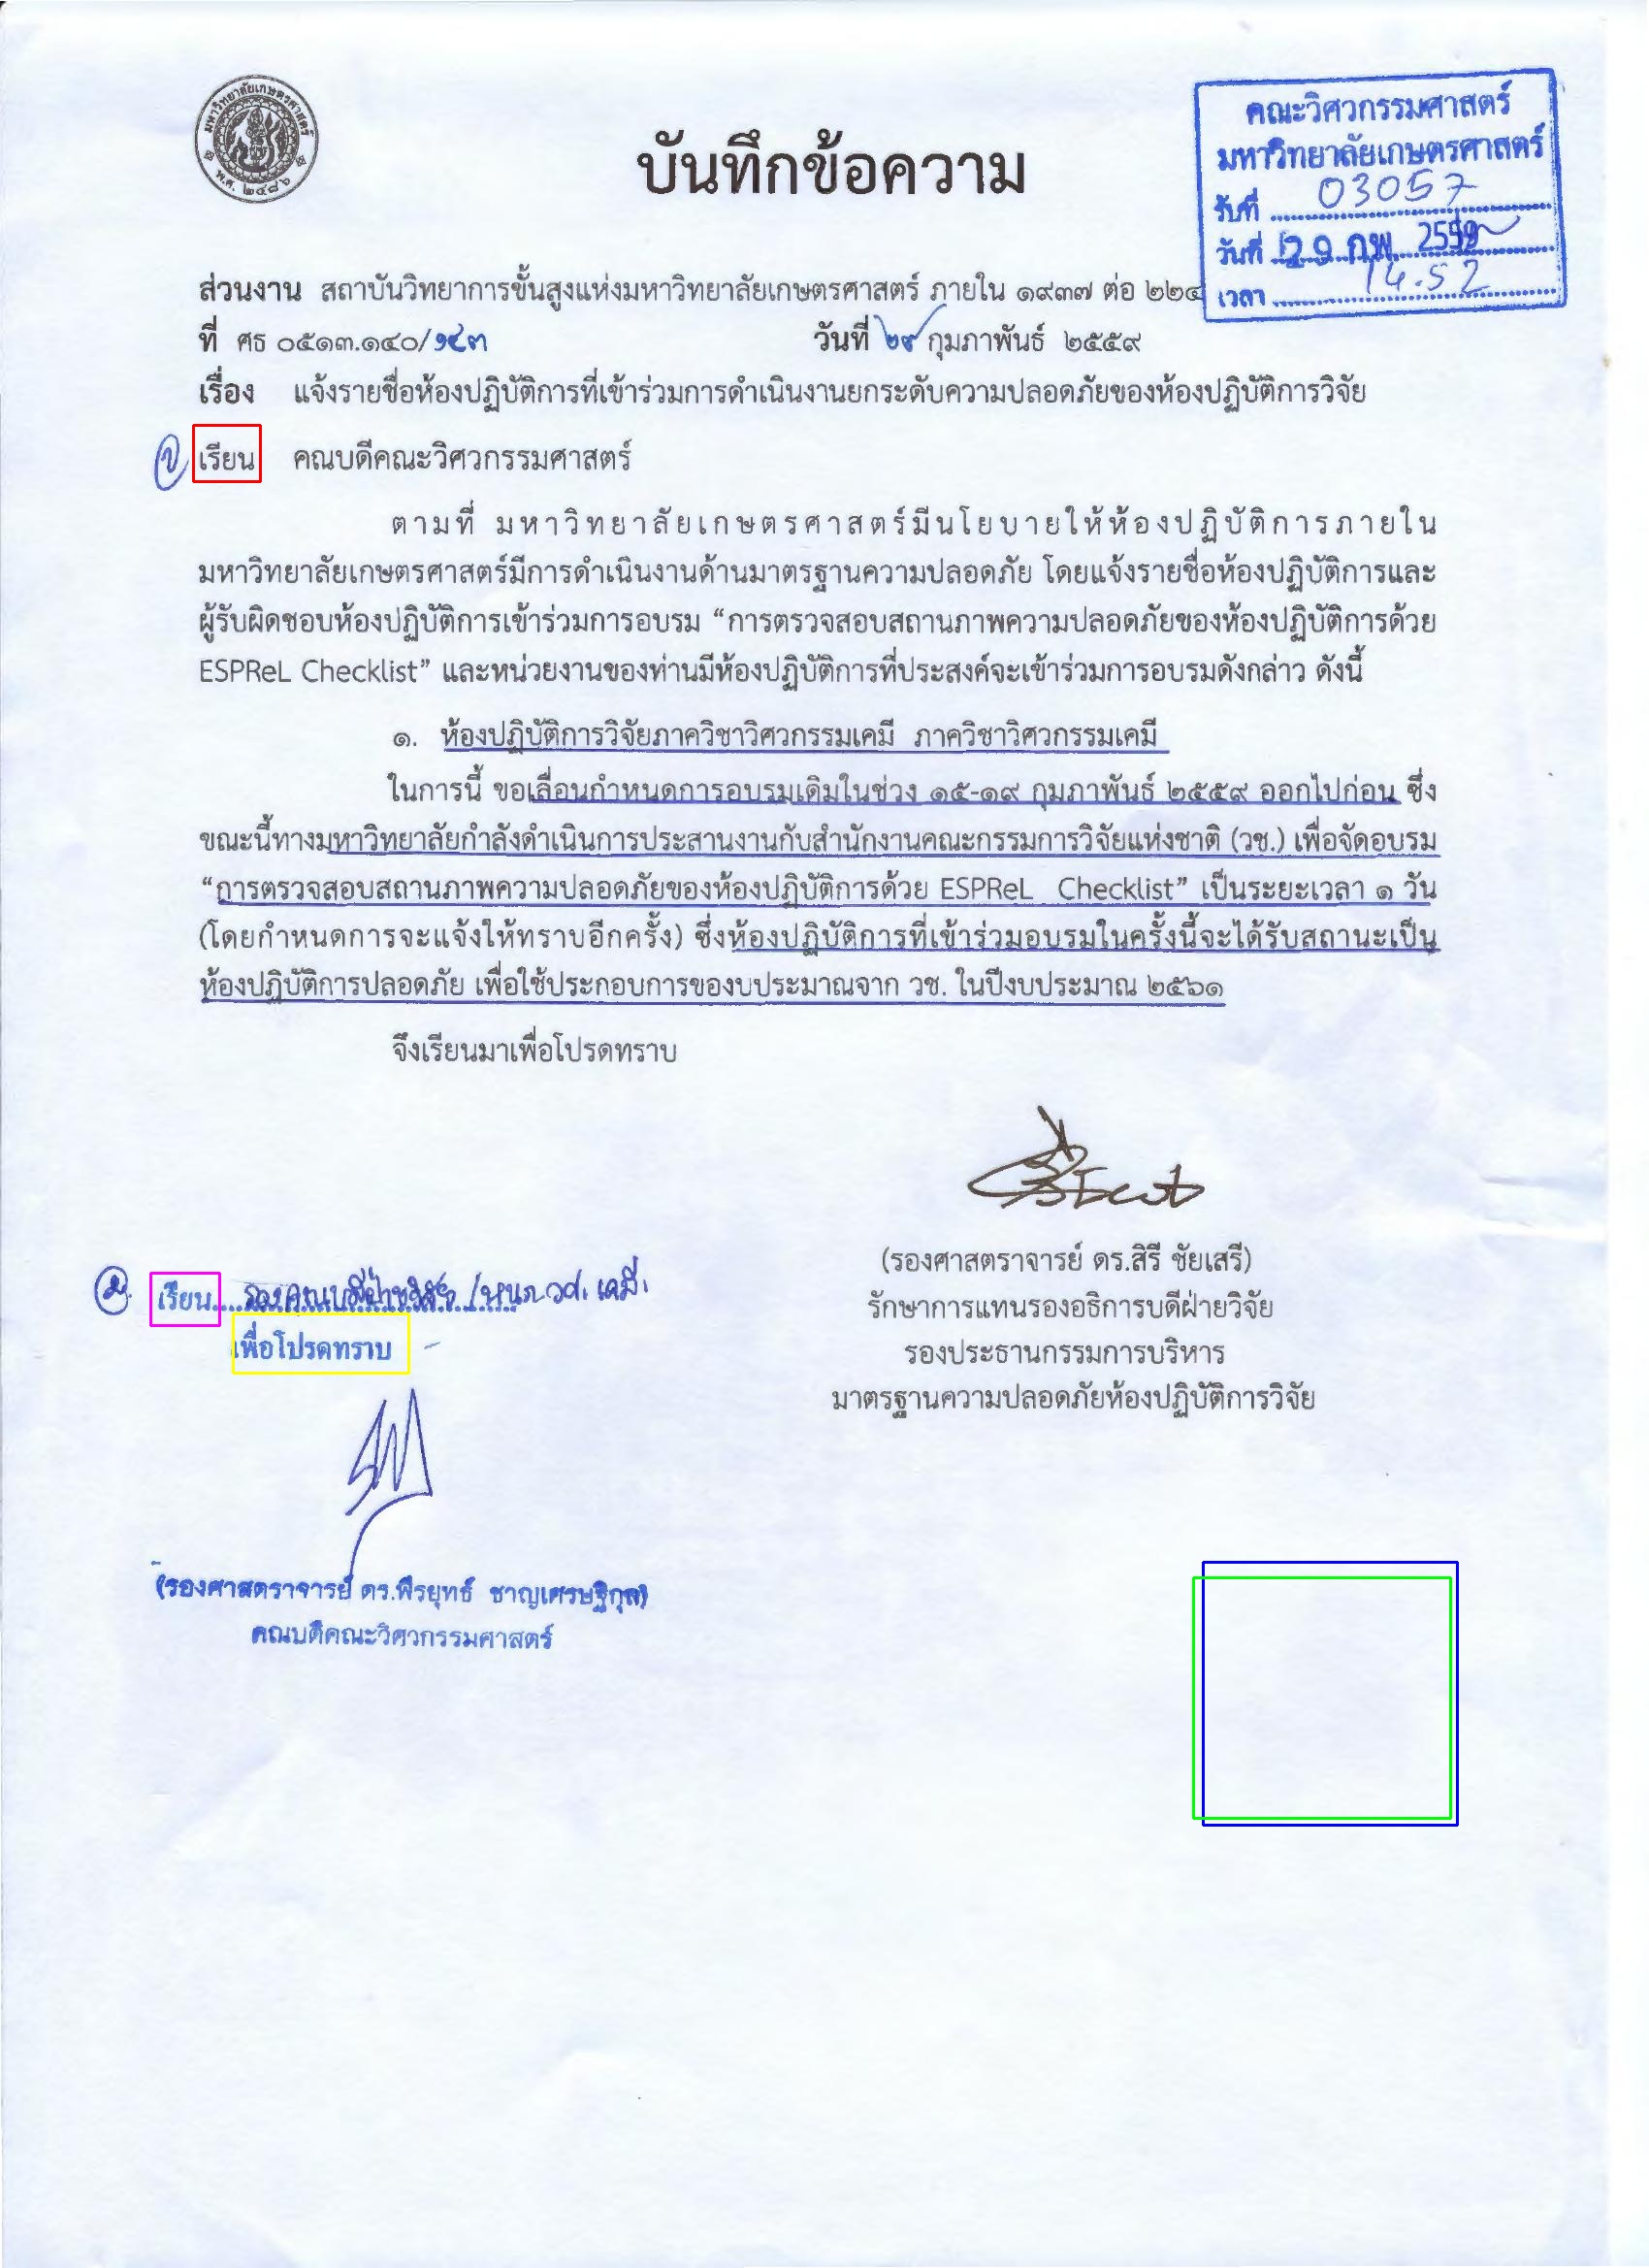 มหาวิทยาลัยเกษตรศาสตร์
พ.ศ. ๒๔๘๖
บันทึกข้อความ
คณะวิศวกรรมศาสตร์
มหาวิทยาลัยเกษตรศาสตร์
รับที่ 03057
วันที่ 29 กพ. 2559
เวลา 14.52
ส่วนงาน สถาบันวิทยาการขั้นสูงแห่งมหาวิทยาลัยเกษตรศาสตร์ ภายใน ๑๙๓๗ ต่อ ๒๒๔
ที่ ศธ ๐๕๑๓.๑๔๐/๑๔๓ วันที่ ๒๙ กุมภาพันธ์ ๒๕๕๙
เรื่อง แจ้งรายชื่อห้องปฏิบัติการที่เข้าร่วมการดำเนินงานยกระดับความปลอดภัยของห้องปฏิบัติการวิจัย
เรียน คณบดีคณะวิศวกรรมศาสตร์
ตามที่ มหาวิทยาลัยเกษตรศาสตร์มีนโยบายให้ห้องปฏิบัติการภายใน
มหาวิทยาลัยเกษตรศาสตร์มีการดำเนินงานด้านมาตรฐานความปลอดภัย โดยแจ้งรายชื่อห้องปฏิบัติการและ
ผู้รับผิดชอบห้องปฏิบัติการเข้าร่วมการอบรม “การตรวจสอบสถานภาพความปลอดภัยของห้องปฏิบัติการด้วย
ESPReL Checklist” และหน่วยงานของท่านมีห้องปฏิบัติการที่ประสงค์จะเข้าร่วมการอบรมดังกล่าว ดังนี้
๑. ห้องปฏิบัติการวิจัยภาควิชาวิศวกรรมเคมี ภาควิชาวิศวกรรมเคมี
ในการนี้ ขอเลื่อนกำหนดการอบรมเดิมในช่วง ๑๕-๑๙ กุมภาพันธ์ ๒๕๕๙ ออกไปก่อน ซึ่ง
ขณะนี้ทางมหาวิทยาลัยกำลังดำเนินการประสานงานกับสำนักงานคณะกรรมการวิจัยแห่งชาติ (วช.) เพื่อจัดอบรม
“การตรวจสอบสถานภาพความปลอดภัยของห้องปฏิบัติการด้วย ESPReL Checklist” เป็นระยะเวลา ๑ วัน
(โดยกำหนดการจะแจ้งให้ทราบอีกครั้ง) ซึ่งห้องปฏิบัติการที่เข้าร่วมอบรมในครั้งนี้จะได้รับสถานะเป็น
ห้องปฏิบัติการปลอดภัย เพื่อใช้ประกอบการของบประมาณจาก วช. ในปีงบประมาณ ๒๕๖๑
จึงเรียนมาเพื่อโปรดทราบ
(รองศาสตราจารย์ ดร.สิรี ชัยเสรี)
รักษาการแทนรองอธิการบดีฝ่ายวิจัย
รองประธานกรรมการบริหาร
มาตรฐานความปลอดภัยห้องปฏิบัติการวิจัย
เรียน รองคณบดีฝ่ายวิจัย /หนภ.วศ. เคมี.
เพื่อโปรดทราบ
(รองศาสตราจารย์ ดร.พีรยุทธ์ ชาญเศรษฐิกุล)
คณบดีคณะวิศวกรรมศาสตร์